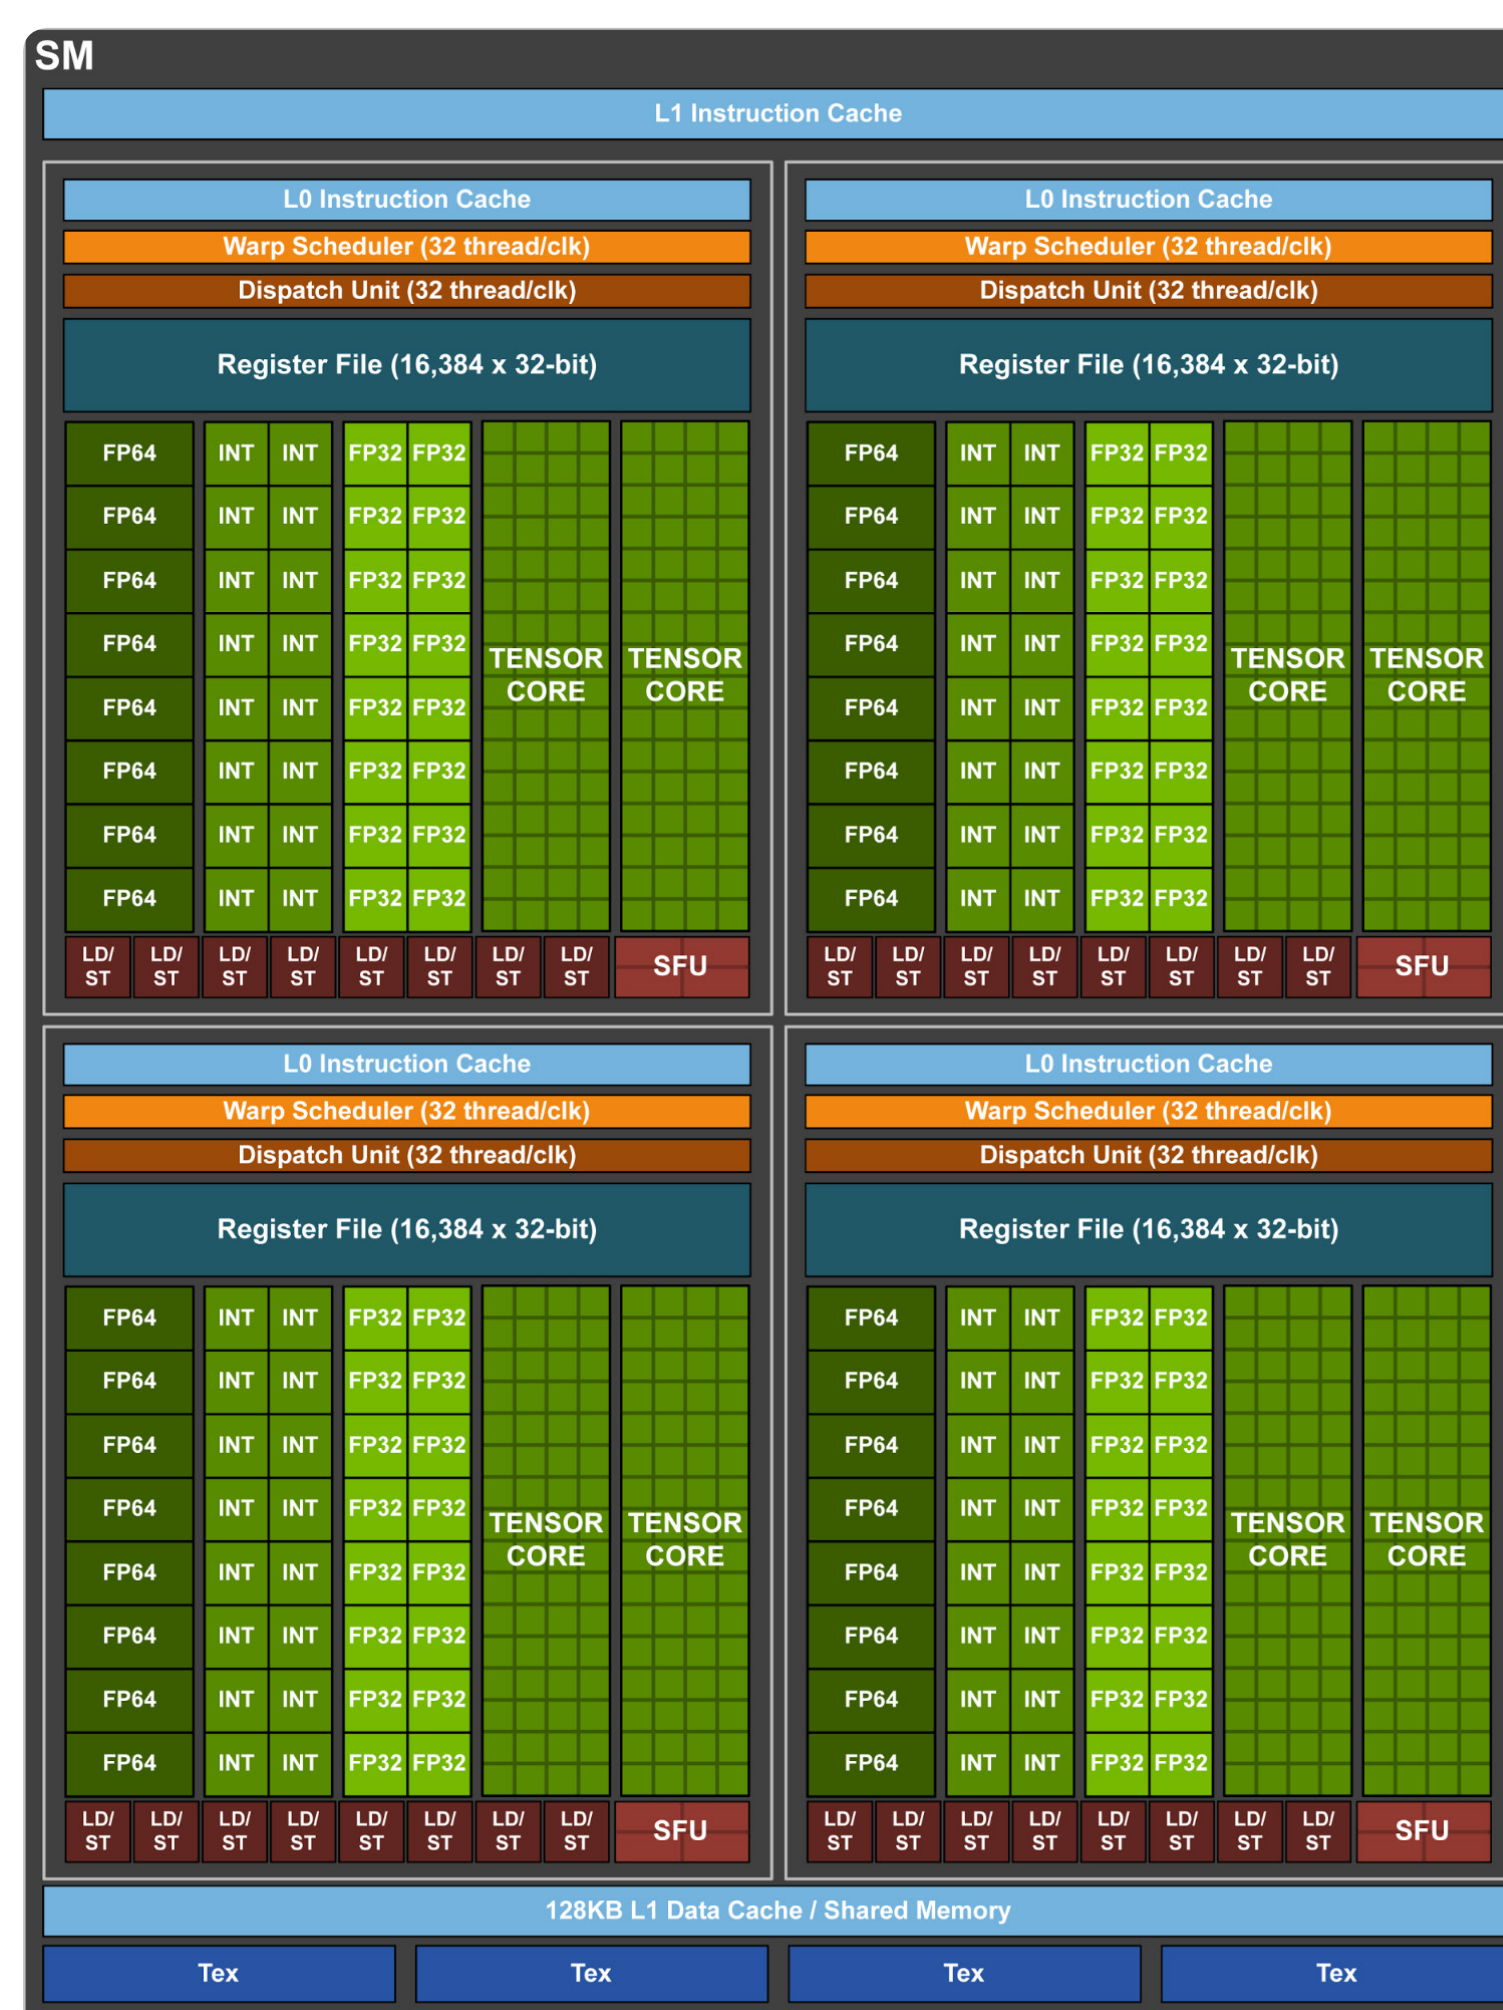 SM
L1 Instruction Cache
L0 Instruction Cache
Warp Scheduler (32 thread/clk)
Dispatch Unit (32 thread/clk)
Register File (16,384 x 32-bit)
FP64 INT INT FP32 FP32
FP64 INT INT FP32 FP32
FP64 INT INT FP32 FP32
FP64 INT INT FP32 FP32
FP64 INT INT FP32 FP32
FP64 INT INT FP32 FP32
FP64 INT INT FP32 FP32
FP64 INT INT FP32 FP32
TENSOR TENSOR
CORE CORE
LD/ LD/ LD/ LD/ LD/ LD/ LD/ LD/ SFU
ST ST ST ST ST ST ST ST
L0 Instruction Cache
Warp Scheduler (32 thread/clk)
Dispatch Unit (32 thread/clk)
Register File (16,384 x 32-bit)
FP64 INT INT FP32 FP32
FP64 INT INT FP32 FP32
FP64 INT INT FP32 FP32
FP64 INT INT FP32 FP32
FP64 INT INT FP32 FP32
FP64 INT INT FP32 FP32
FP64 INT INT FP32 FP32
FP64 INT INT FP32 FP32
TENSOR TENSOR
CORE CORE
LD/ LD/ LD/ LD/ LD/ LD/ LD/ LD/ SFU
ST ST ST ST ST ST ST ST
L0 Instruction Cache
Warp Scheduler (32 thread/clk)
Dispatch Unit (32 thread/clk)
Register File (16,384 x 32-bit)
FP64 INT INT FP32 FP32
FP64 INT INT FP32 FP32
FP64 INT INT FP32 FP32
FP64 INT INT FP32 FP32
FP64 INT INT FP32 FP32
FP64 INT INT FP32 FP32
FP64 INT INT FP32 FP32
FP64 INT INT FP32 FP32
TENSOR TENSOR
CORE CORE
LD/ LD/ LD/ LD/ LD/ LD/ LD/ LD/ SFU
ST ST ST ST ST ST ST ST
L0 Instruction Cache
Warp Scheduler (32 thread/clk)
Dispatch Unit (32 thread/clk)
Register File (16,384 x 32-bit)
FP64 INT INT FP32 FP32
FP64 INT INT FP32 FP32
FP64 INT INT FP32 FP32
FP64 INT INT FP32 FP32
FP64 INT INT FP32 FP32
FP64 INT INT FP32 FP32
FP64 INT INT FP32 FP32
FP64 INT INT FP32 FP32
TENSOR TENSOR
CORE CORE
LD/ LD/ LD/ LD/ LD/ LD/ LD/ LD/ SFU
ST ST ST ST ST ST ST ST
128KB L1 Data Cache / Shared Memory
Tex Tex Tex Tex